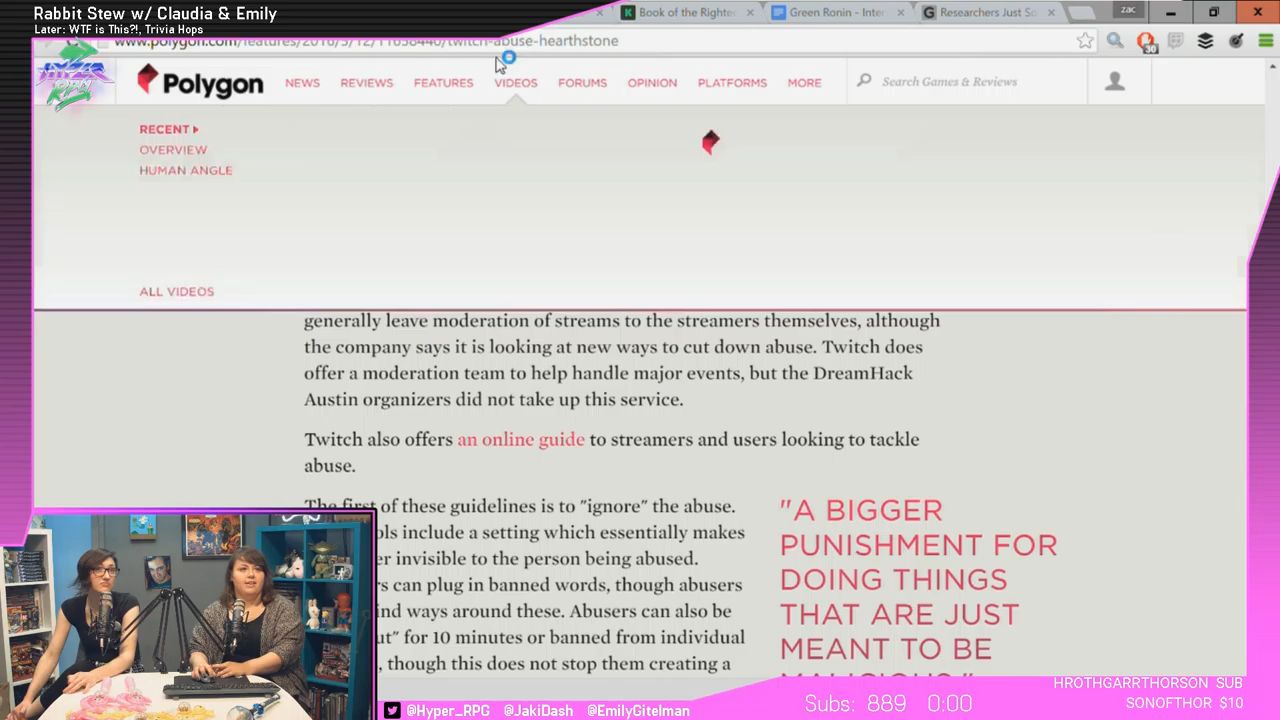 Rabbit Stew w/ Claudia & Emily
Later: WTF is This?!, Trivia Hops
Book of the Righte
Green Ronin - Inter
Researchers Just So
zac
30
HYPER
Polygon
NEWS
REVIEWS
FEATURES
VIDEOS
FORUMS
OPINION
PLATFORMS
MORE
Search Games & Reviews
RECENT
OVERVIEW
HUMAN ANGLE
ALL VIDEOS
generally leave moderation of streams to the streamers themselves, although
the company says it is looking at new ways to cut down abuse. Twitch does
offer a moderation team to help handle major events, but the DreamHack
Austin organizers did not take up this service.
Twitch also offers an online guide to streamers and users looking to tackle
abuse.
The first of these guidelines is to "ignore" the abuse.
ols include a setting which essentially makes
er invisible to the person being abused.
rs can plug in banned words, though abusers
ind ways around these. Abusers can also be
ut" for 10 minutes or banned from individual
, though this does not stop them creating a
"A BIGGER
PUNISHMENT FOR
DOING THINGS
THAT ARE JUST
MEANT TO BE
HROTHGARRTHORSON SUB
SONOFTHOR $10
Subs: 889 0:00
@Hyper_RPG @JakiDash @EmilyGitelman